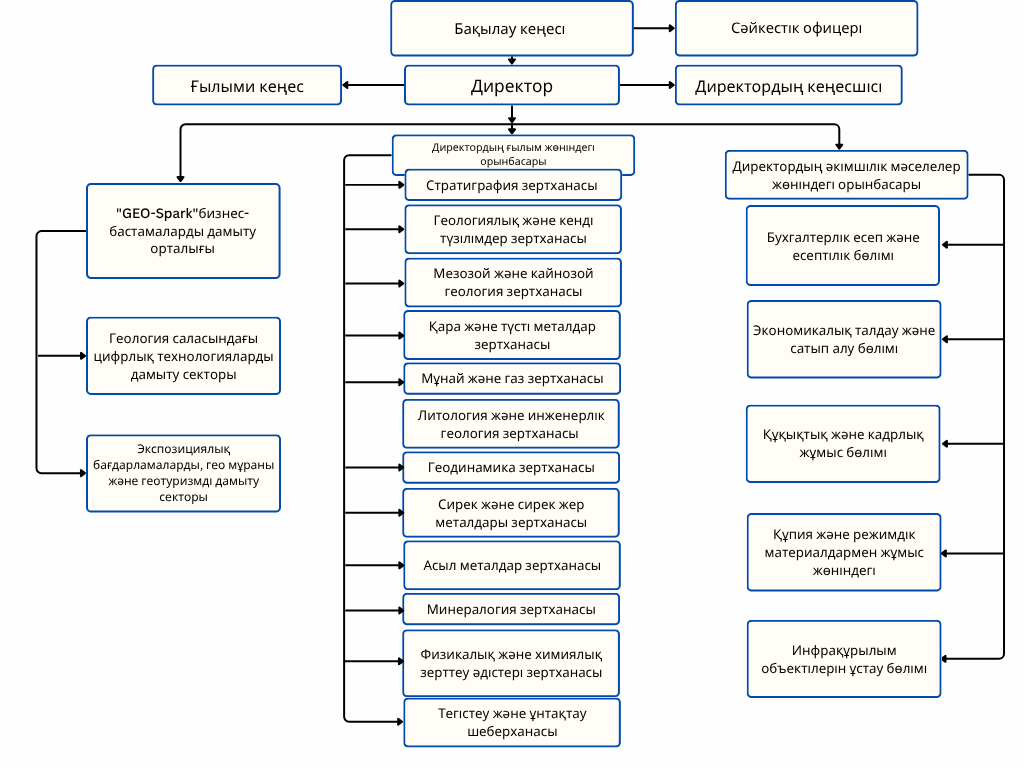 Бақылау кеңесі
Сәйкестік офицері
Ғылыми кеңес
Директор
Директордың кеңесшісі
Директордың ғылым жөніндегі
орынбасары
Директордың әкімшілік мәселелер
жөніндегі орынбасары
"GEO-Spark"бизнес-
бастамаларды дамыту
орталығы
Геология саласындағы
цифрлық технологияларды
дамыту секторы
Экспозициялық
бағдарламаларды, гео мұраны
және геотуризмді дамыту
секторы
Стратиграфия зертханасы
Геологиялық және кенді
түзілімдер зертханасы
Мезозой және кайнозой
геология зертханасы
Қара және түсті металдар
зертханасы
Мұнай және газ зертханасы
Литология және инженерлік
геология зертханасы
Геодинамика зертханасы
Сирек және сирек жер
металдары зертханасы
Асыл металдар зертханасы
Минералогия зертханасы
Физикалық және химиялық
зерттеу әдістері зертханасы
Тегістеу және ұнтақтау
шеберханасы
Бухгалтерлік есеп және
есептілік бөлімі
Экономикалық талдау және
сатып алу бөлімі
Құқықтық және кадрлық
жұмыс бөлімі
Құпия және режимдік
материалдармен жұмыс
жөніндегі
Инфрақұрылым
объектілерін ұстау бөлімі